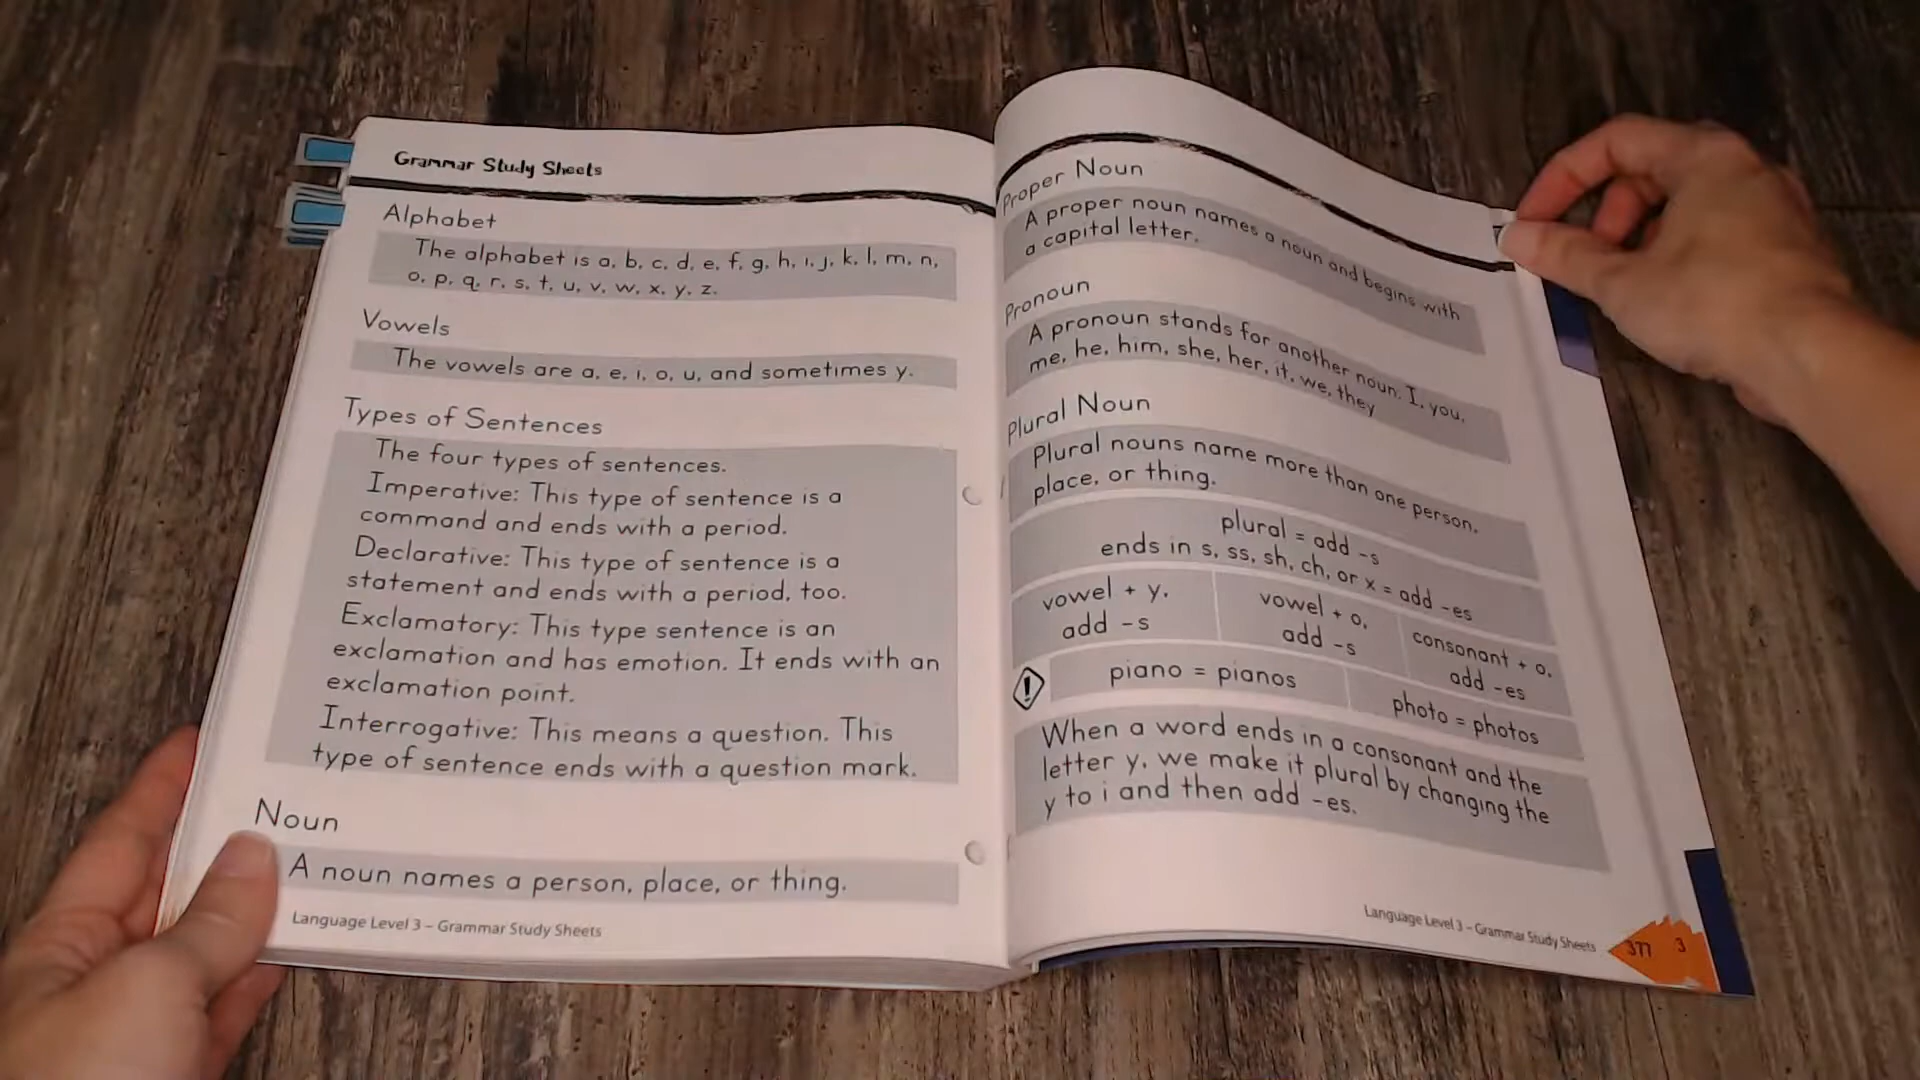 Grammar Study Sheets
Alphabet
The alphabet is a, b, c, d, e, f, g, h, i, j, k, l, m, n,
o, p, q, r, s, t, u, v, w, x, y, z.
Vowels
The vowels are a, e, i, o, u, and sometimes y.
Types of Sentences
The four types of sentences.
Imperative: This type of sentence is a
command and ends with a period.
Declarative: This type of sentence is a
statement and ends with a period, too.
Exclamatory: This type sentence is an
exclamation and has emotion. It ends with an
exclamation point.
Interrogative: This means a question. This
type of sentence ends with a question mark.
Noun
A noun names a person, place, or thing.
Language Level 3 – Grammar Study Sheets
Proper Noun
A proper noun names a noun and begins with
a capital letter.
Pronoun
A pronoun stands for another noun. I, you,
me, he, him, she, her, it, we, they
Plural Noun
Plural nouns name more than one person,
place, or thing.
plural = add -s
ends in s, ss, sh, ch, or x = add -es
vowel + y,
add -s
vowel + o,
add -s
consonant + o,
add -es
!
piano = pianos
photo = photos
When a word ends in a consonant and the
letter y, we make it plural by changing the
y to i and then add -es.
Language Level 3 – Grammar Study Sheets
377 3